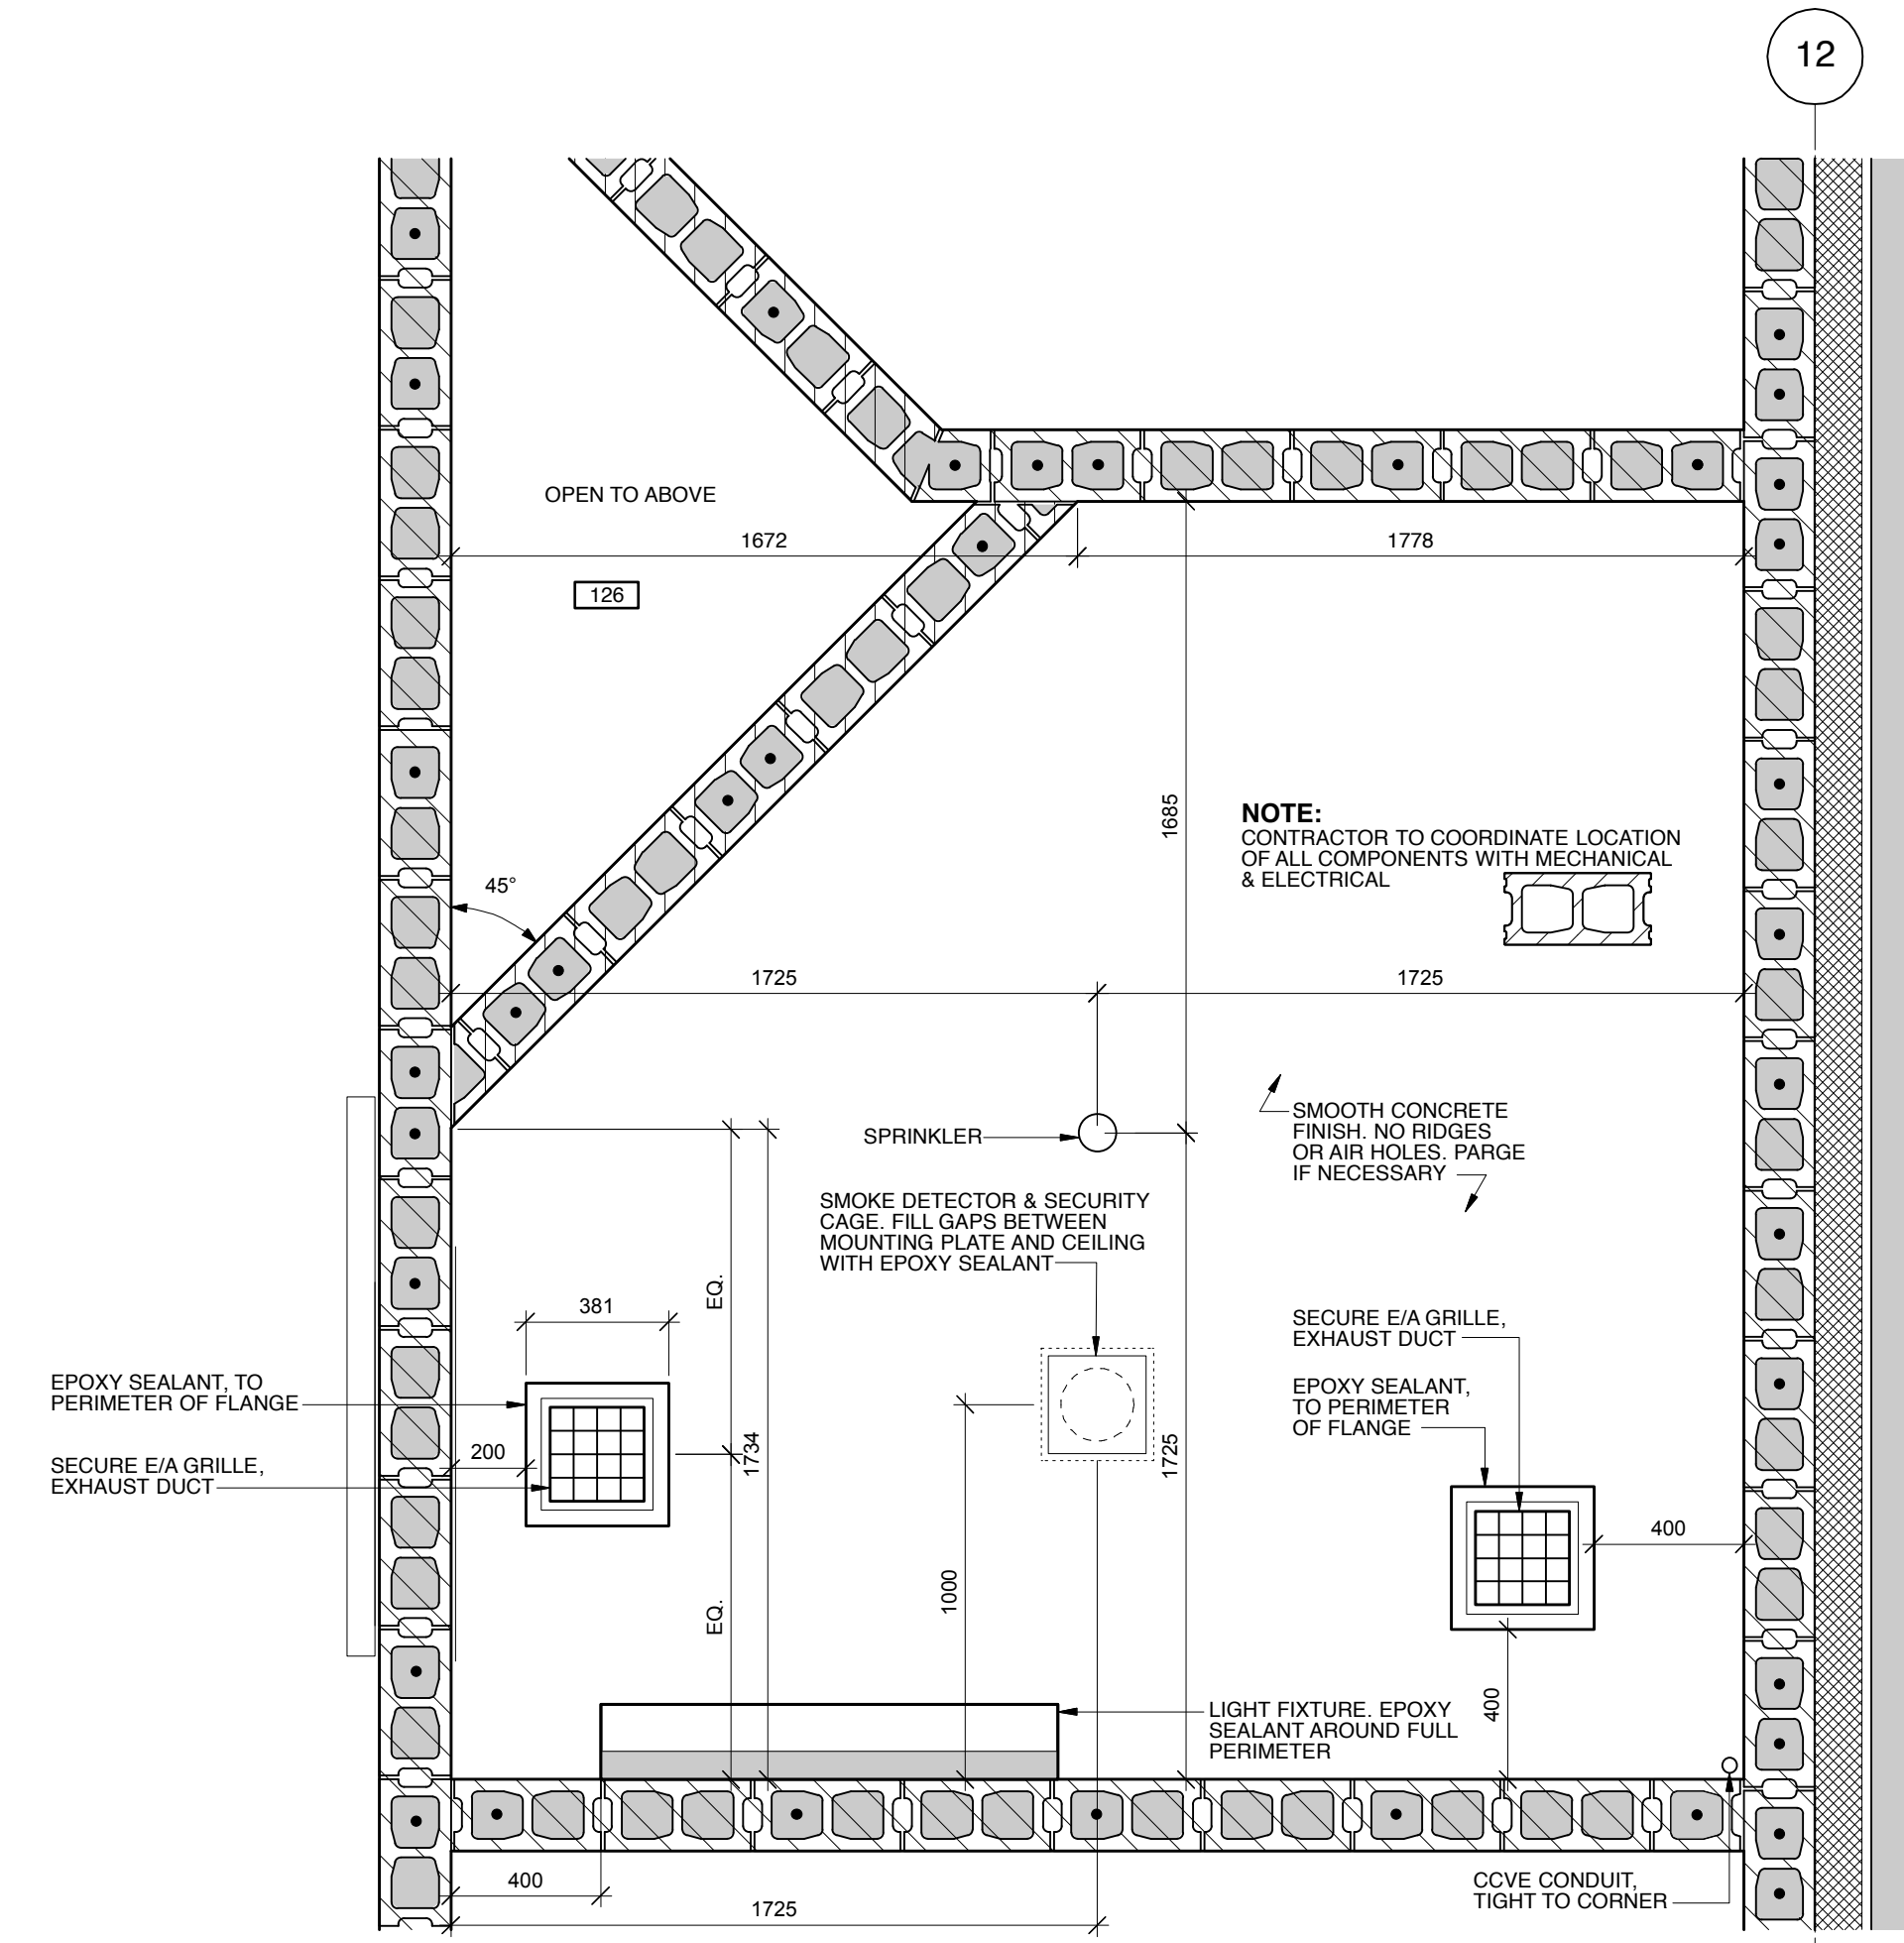 12
OPEN TO ABOVE
1672
1778
126
1685
NOTE:
CONTRACTOR TO COORDINATE LOCATION
OF ALL COMPONENTS WITH MECHANICAL
& ELECTRICAL
45°
1725
1725
SPRINKLER
SMOOTH CONCRETE
FINISH. NO RIDGES
OR AIR HOLES. PARGE
IF NECESSARY
SMOKE DETECTOR & SECURITY
CAGE. FILL GAPS BETWEEN
MOUNTING PLATE AND CEILING
WITH EPOXY SEALANT
EQ.
381
SECURE E/A GRILLE,
EXHAUST DUCT
EPOXY SEALANT, TO
PERIMETER OF FLANGE
EPOXY SEALANT,
TO PERIMETER
OF FLANGE
200
1734
1725
SECURE E/A GRILLE,
EXHAUST DUCT
400
1000
EQ.
400
LIGHT FIXTURE. EPOXY
SEALANT AROUND FULL
PERIMETER
400
CCVE CONDUIT,
TIGHT TO CORNER
1725